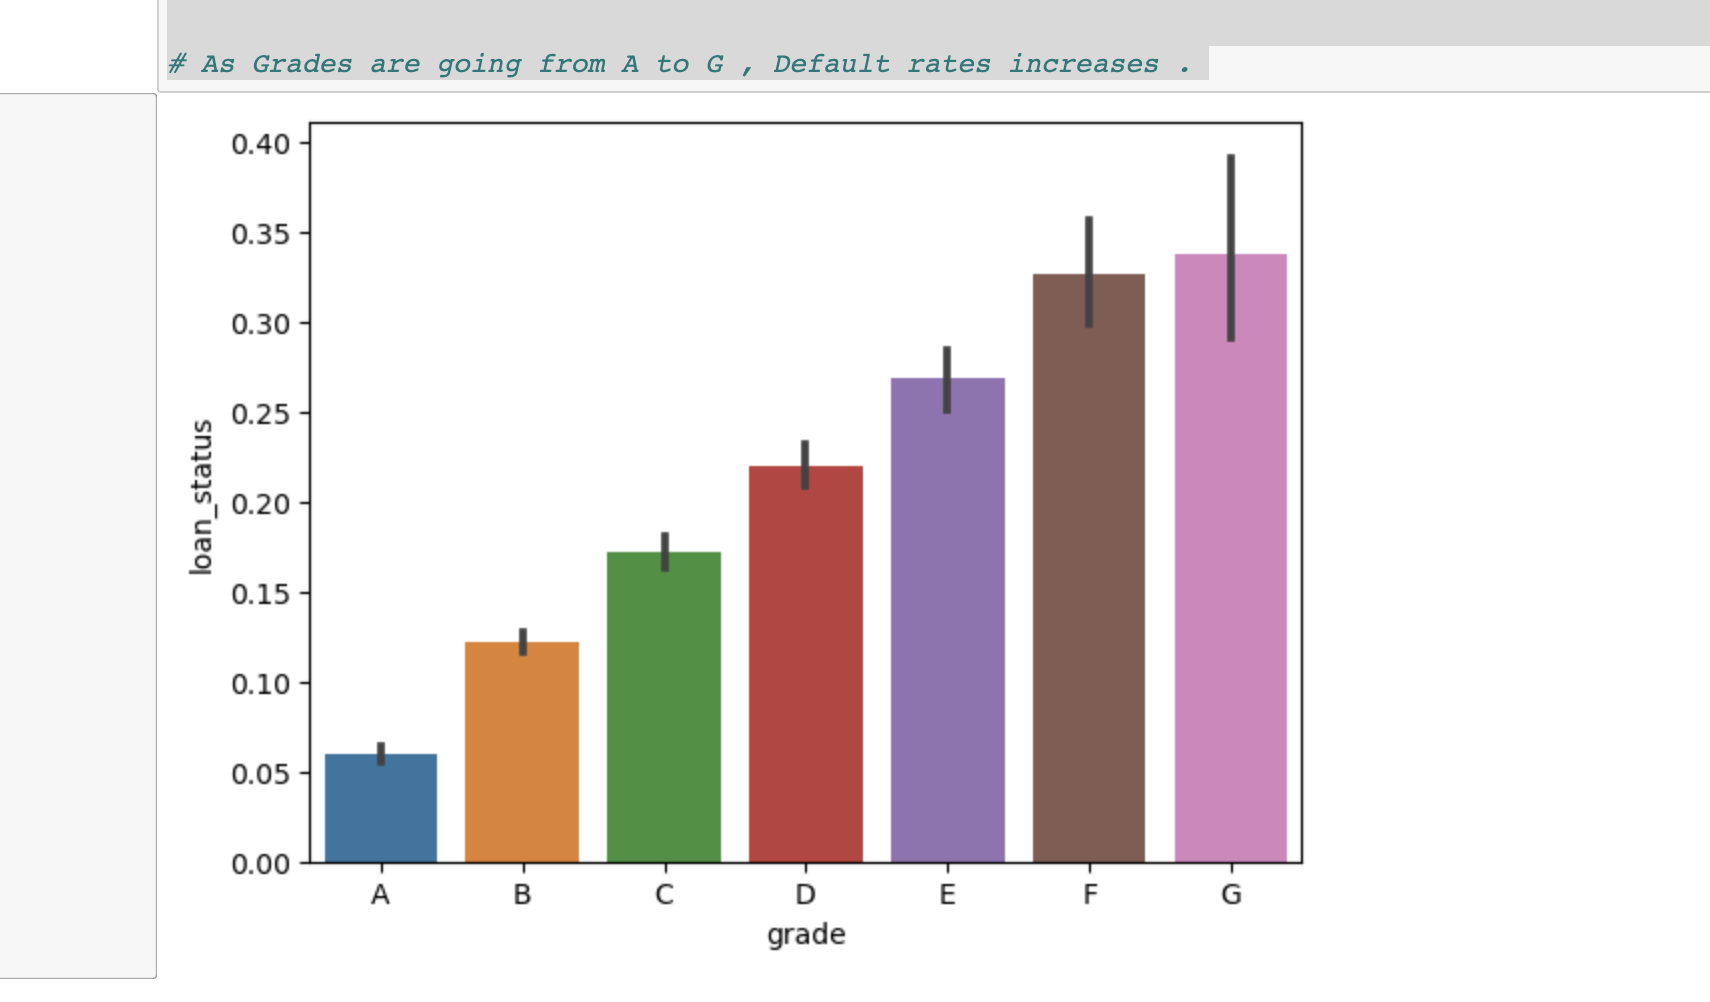 # As Grades are going from A to G , Default rates increases .
0.40
0.35
0.30
0.25
0.20
0.15
0.10
0.05
0.00
loan_status
A B C D E F G
grade